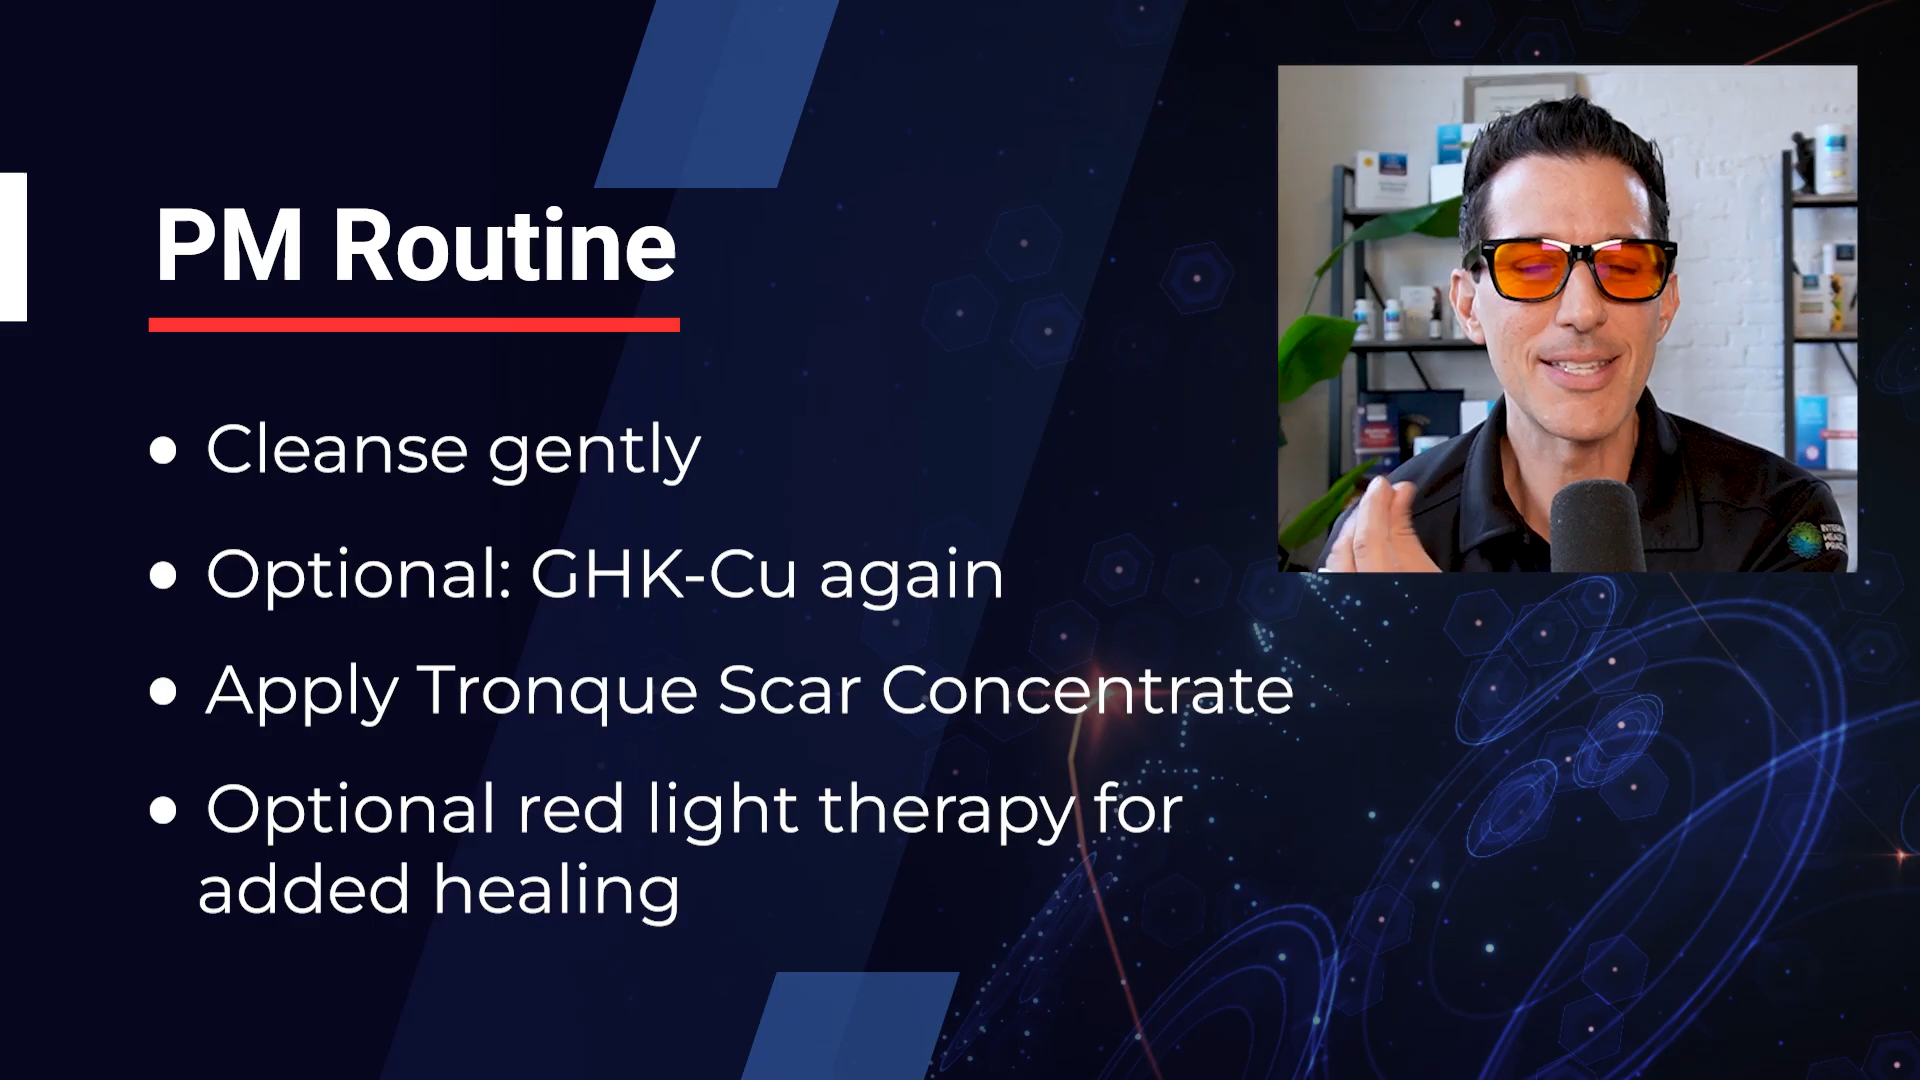 PM Routine
• Cleanse gently
• Optional: GHK-Cu again
• Apply Tronque Scar Concentrate
• Optional red light therapy for
added healing